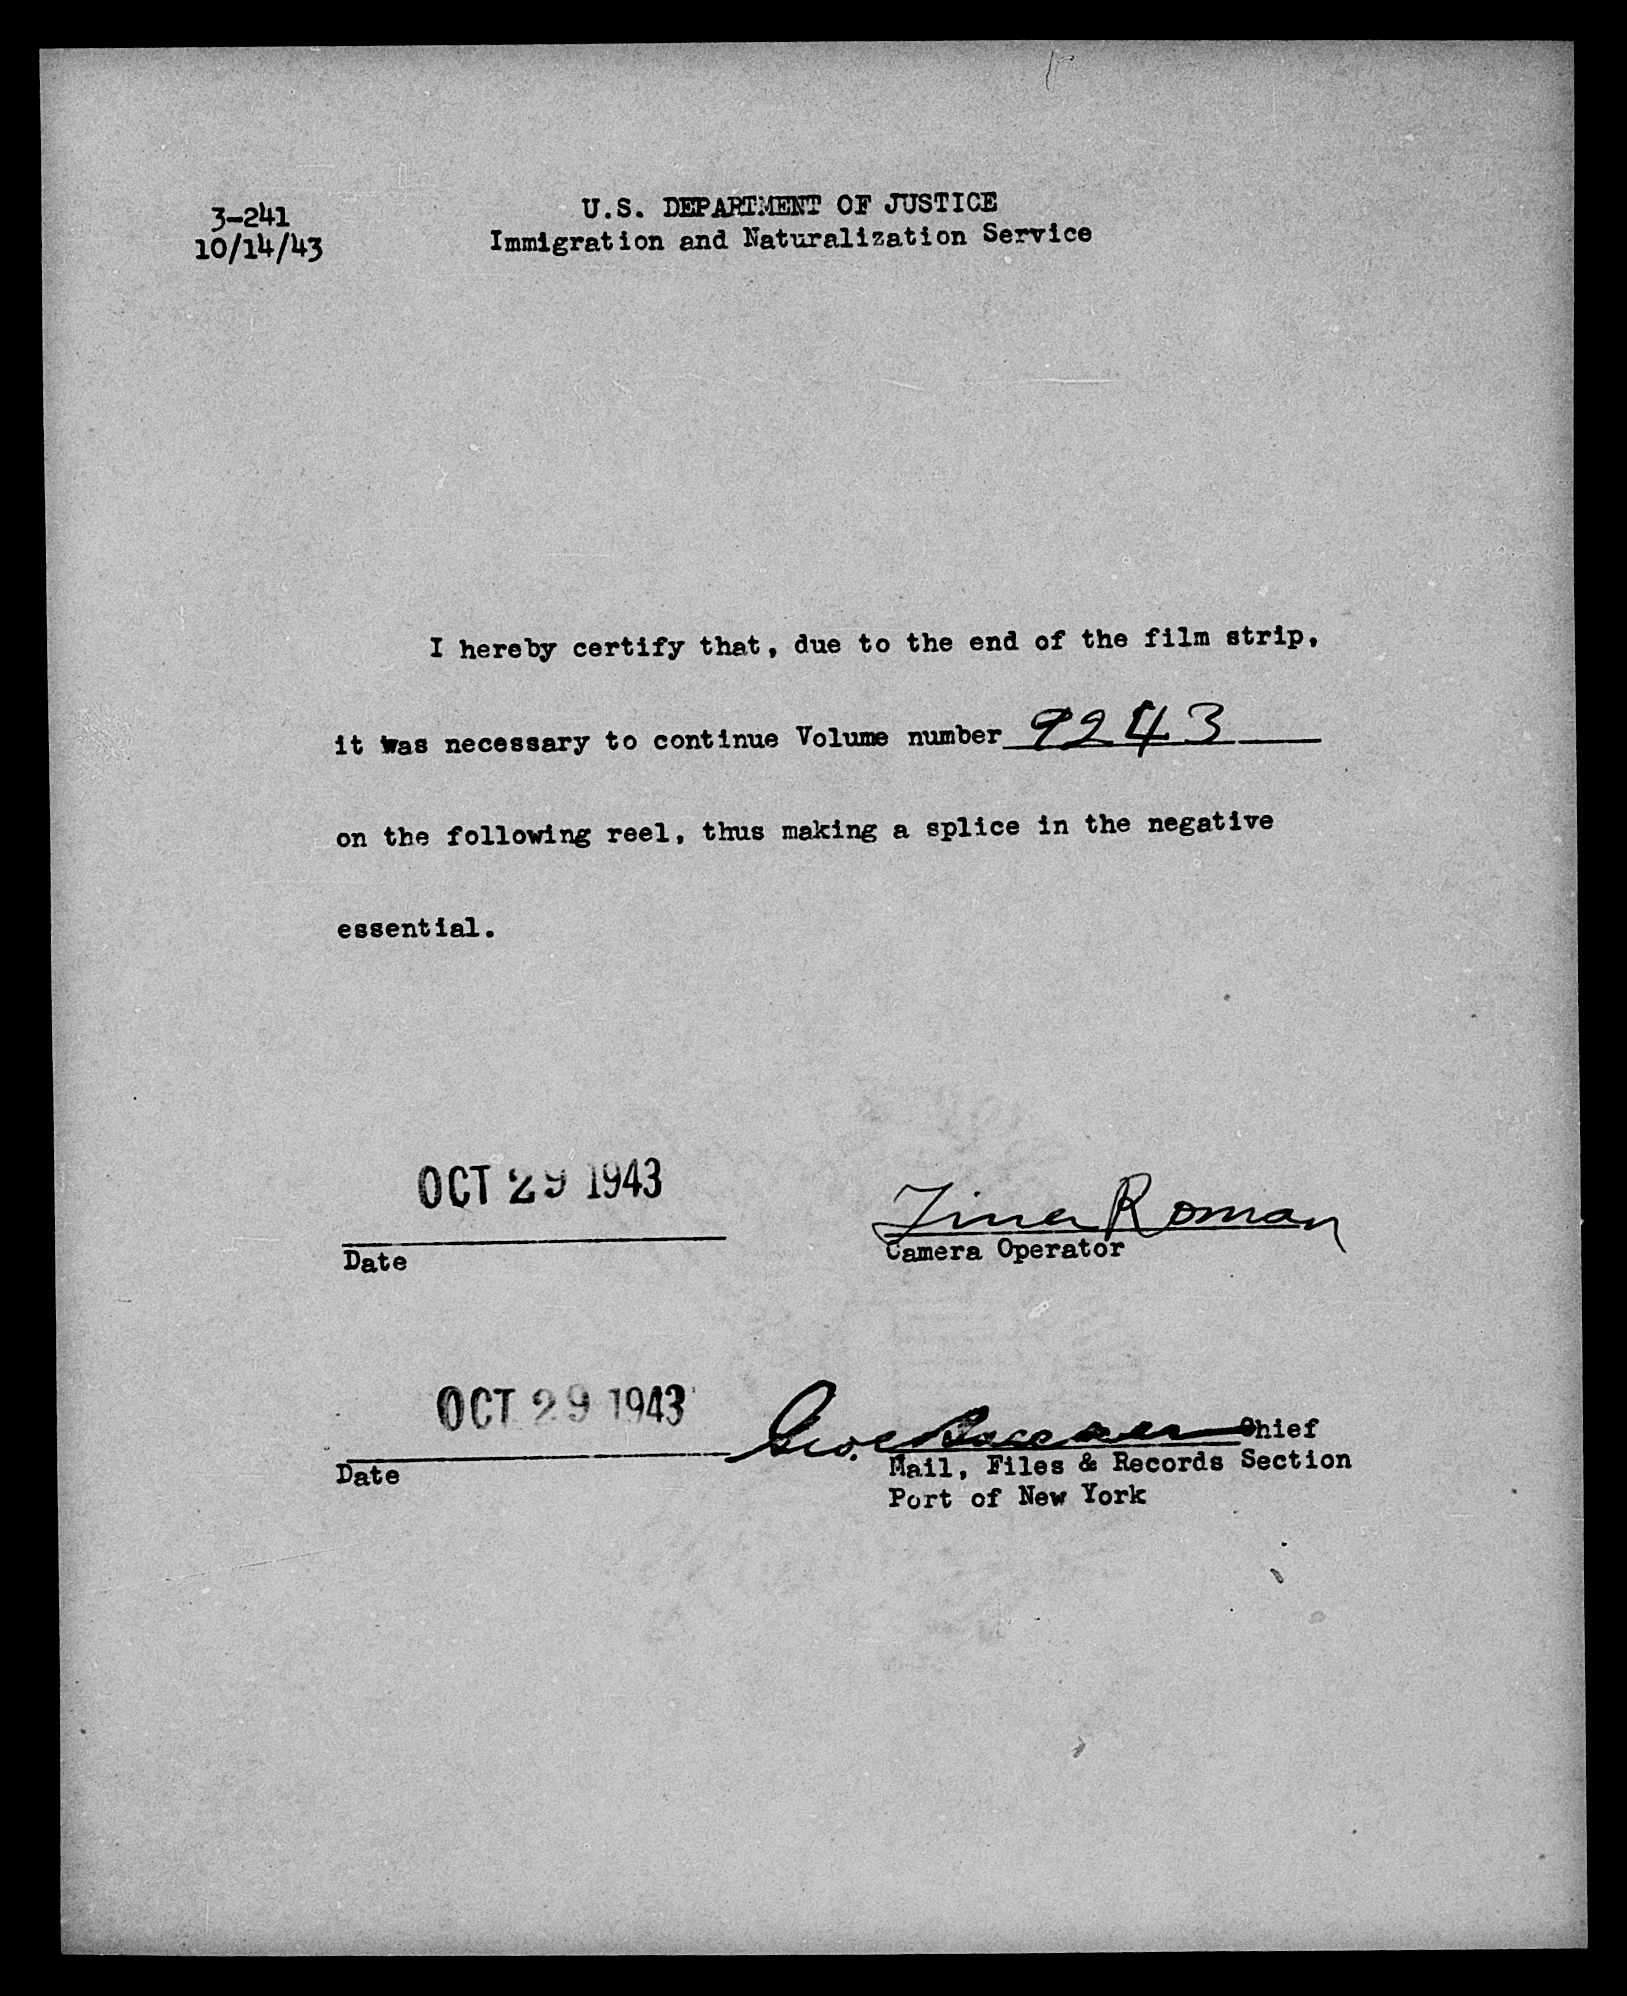 3-241
10/14/43
U.S. DEPARTMENT OF JUSTICE
Immigration and Naturalization Service
I hereby certify that, due to the end of the film strip,
it was necessary to continue Volume number 9243
on the following reel, thus making a splice in the negative
essential.
OCT 29 1943
Date
Tina Roman
Camera Operator
OCT 29 1943
Date
Geo. Chief
Mail, Files & Records Section
Port of New York